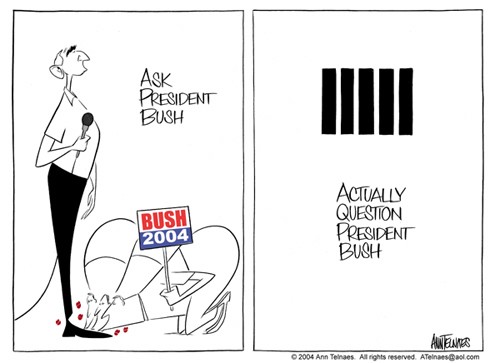 ASK
PRESIDENT
BUSH
BUSH
2004
ACTUALLY
QUESTION
PRESIDENT
BUSH
ANN TELNAES
© 2004 Ann Telnaes. All rights reserved. ATelnaes@aol.com